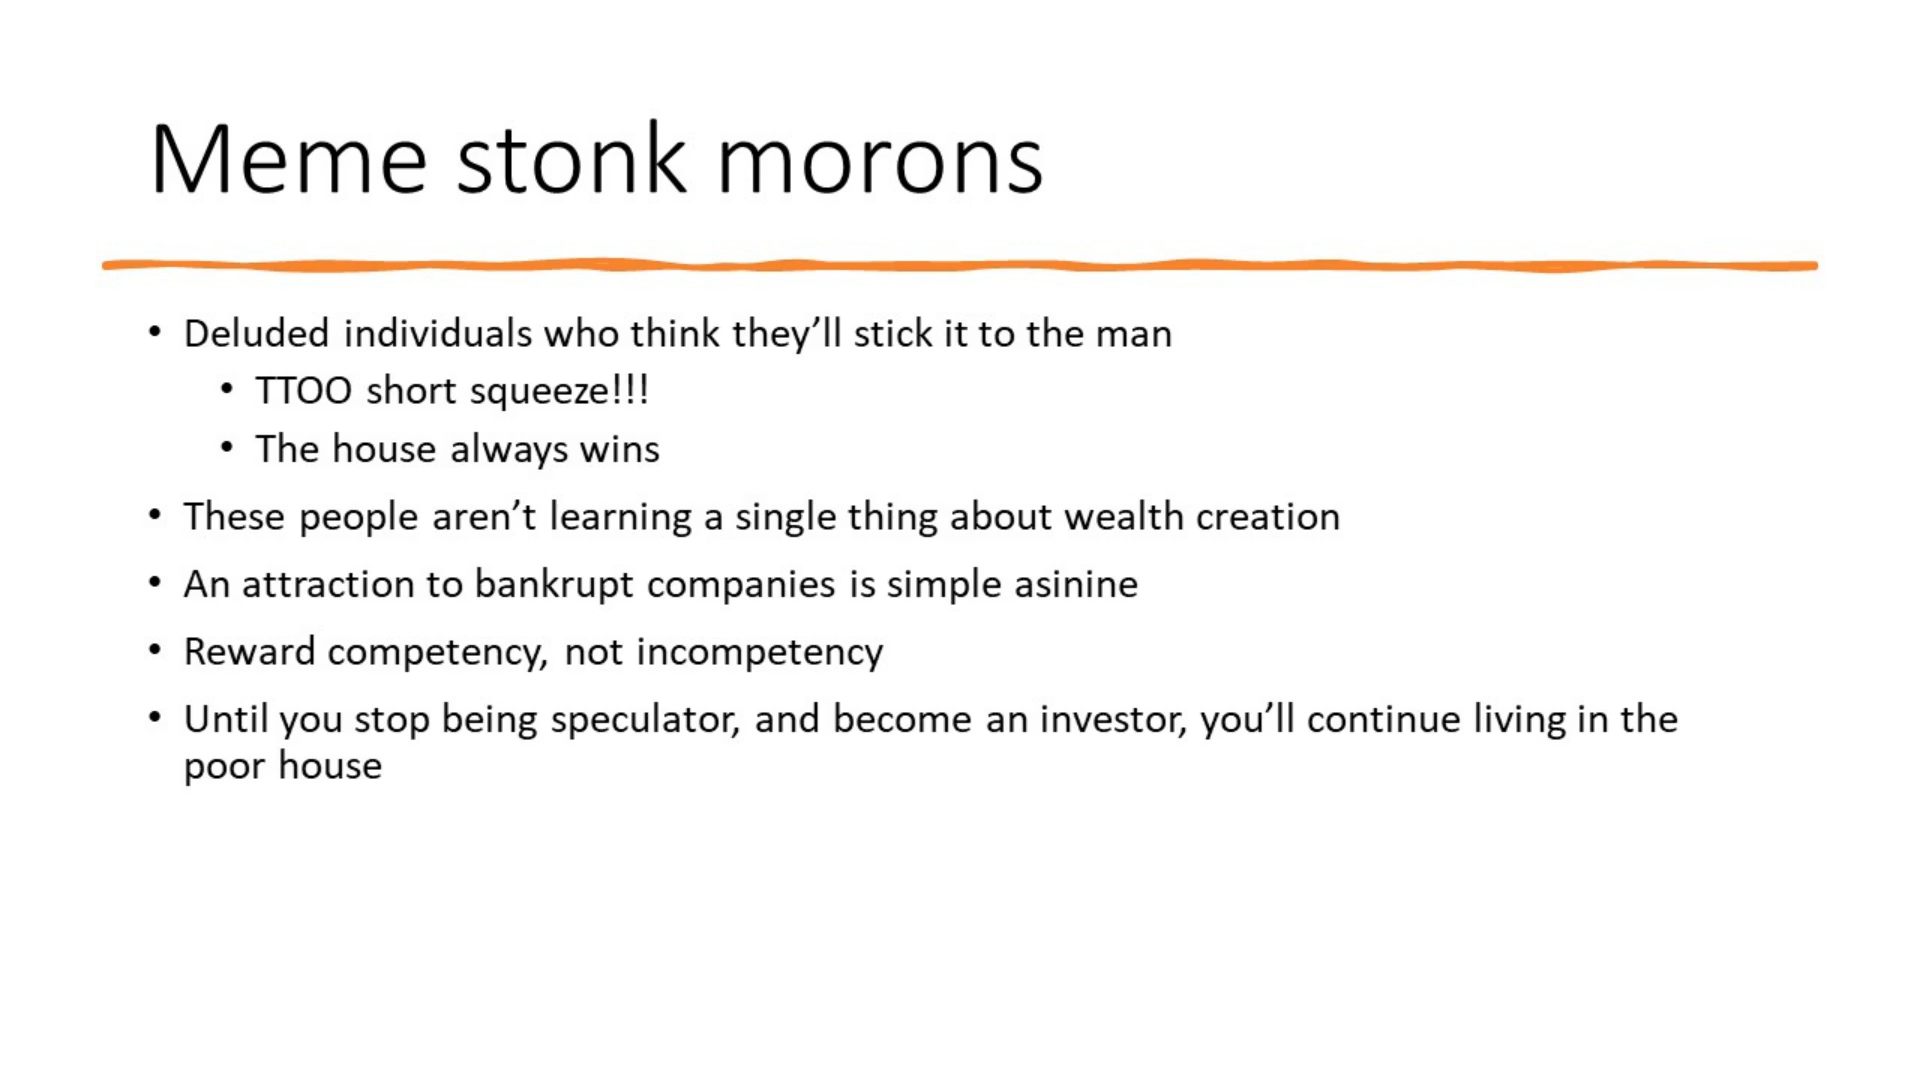 Meme stonk morons
• Deluded individuals who think they’ll stick it to the man
• TTOO short squeeze!!!
• The house always wins
• These people aren’t learning a single thing about wealth creation
• An attraction to bankrupt companies is simple asinine
• Reward competency, not incompetency
• Until you stop being speculator, and become an investor, you’ll continue living in the
poor house